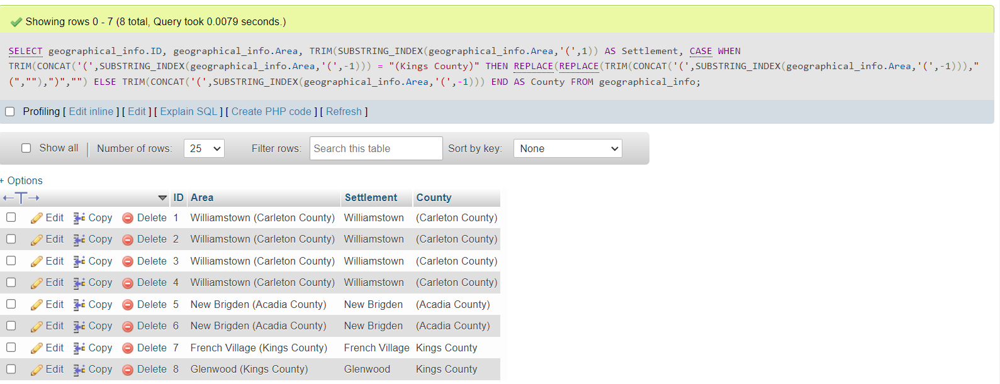 Showing rows 0 - 7 (8 total, Query took 0.0079 seconds.)
SELECT geographical_info.ID, geographical_info.Area, TRIM(SUBSTRING_INDEX(geographical_info.Area,'(',1)) AS Settlement, CASE WHEN
TRIM(CONCAT('(',SUBSTRING_INDEX(geographical_info.Area,'(',-1))) = "(Kings County)" THEN REPLACE(REPLACE(TRIM(CONCAT('(',SUBSTRING_INDEX(geographical_info.Area,'(',-1))),"
(",""),")","") ELSE TRIM(CONCAT('(',SUBSTRING_INDEX(geographical_info.Area,'(',-1))) END AS County FROM geographical_info;
Profiling [ Edit inline ] [ Edit ] [ Explain SQL ] [ Create PHP code ] [ Refresh ]
Show all | Number of rows: 25 Filter rows: Search this table Sort by key: None
+ Options
←T→ ID Area Settlement County
Edit Copy Delete 1 Williamstown (Carleton County) Williamstown (Carleton County)
Edit Copy Delete 2 Williamstown (Carleton County) Williamstown (Carleton County)
Edit Copy Delete 3 Williamstown (Carleton County) Williamstown (Carleton County)
Edit Copy Delete 4 Williamstown (Carleton County) Williamstown (Carleton County)
Edit Copy Delete 5 New Brigden (Acadia County) New Brigden (Acadia County)
Edit Copy Delete 6 New Brigden (Acadia County) New Brigden (Acadia County)
Edit Copy Delete 7 French Village (Kings County) French Village Kings County
Edit Copy Delete 8 Glenwood (Kings County) Glenwood Kings County